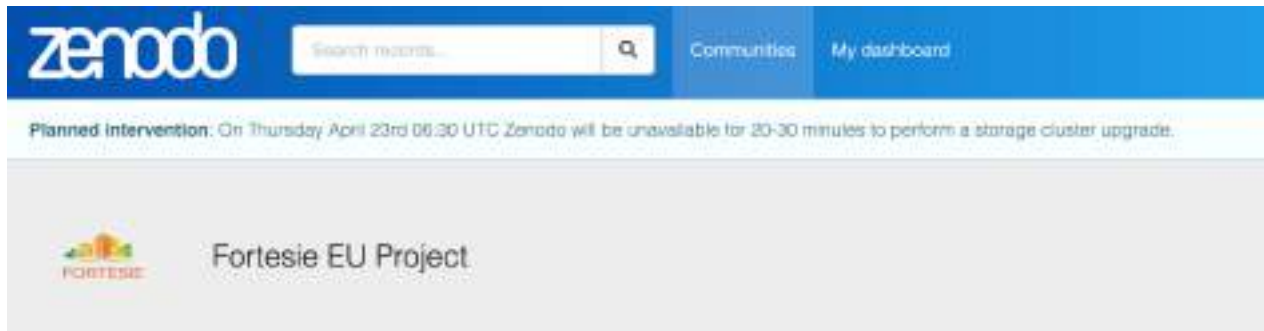 zenodo
Search records...
Communities
My dashboard
Planned intervention: On Thursday April 23rd 06:30 UTC Zenodo will be unavailable for 20-30 minutes to perform a storage cluster upgrade.
FORTESIE
Fortesie EU Project